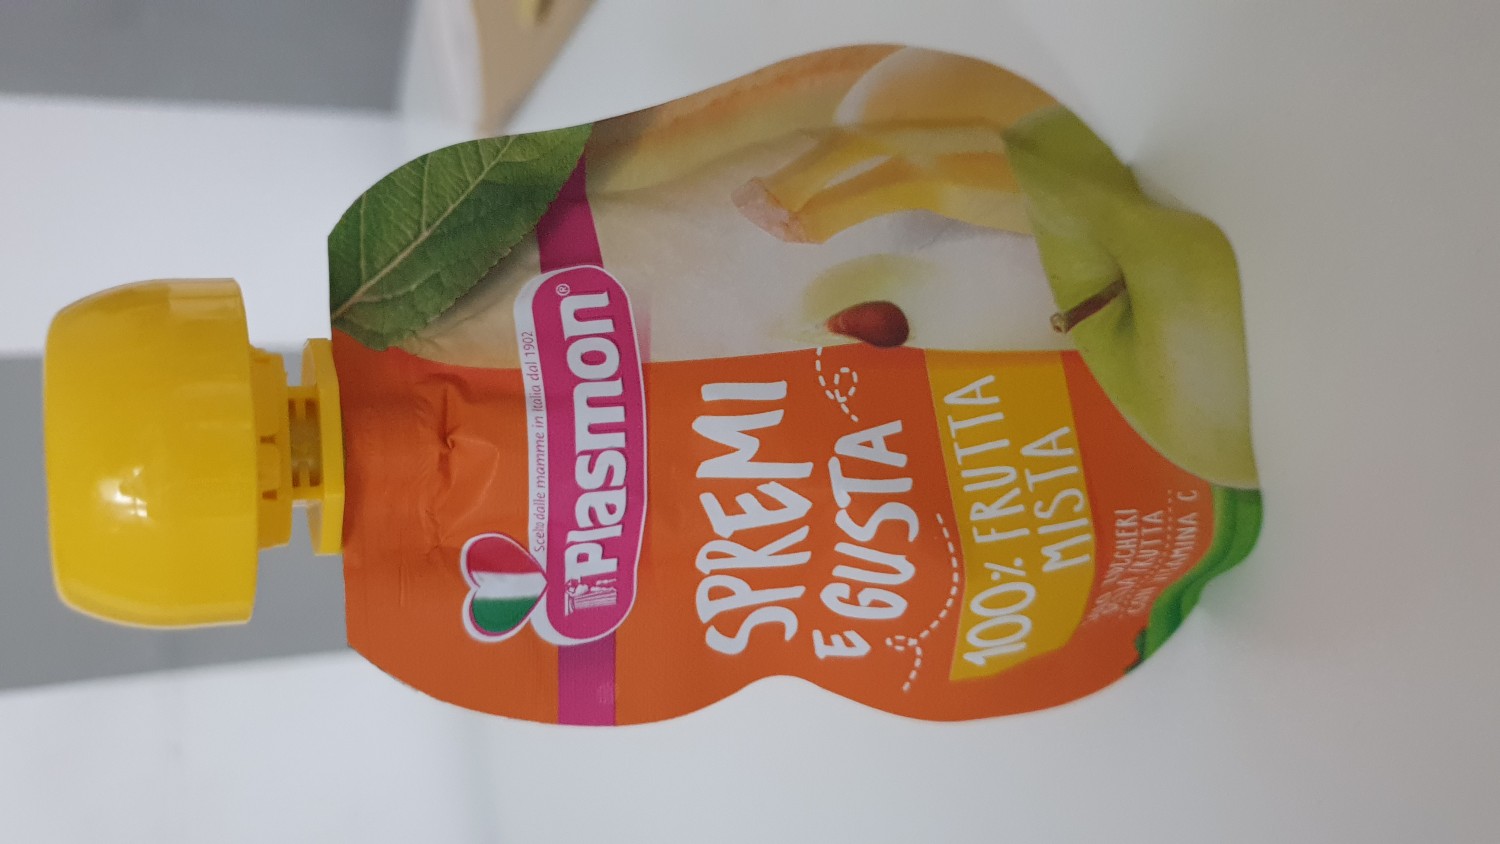 Scelto dalle mamme in Italia dal 1902
Plasmon®
SPREMI
E GUSTA
100% FRUTTA
MISTA
ZUCCHERI
FRUTTA
CON VITAMINA C